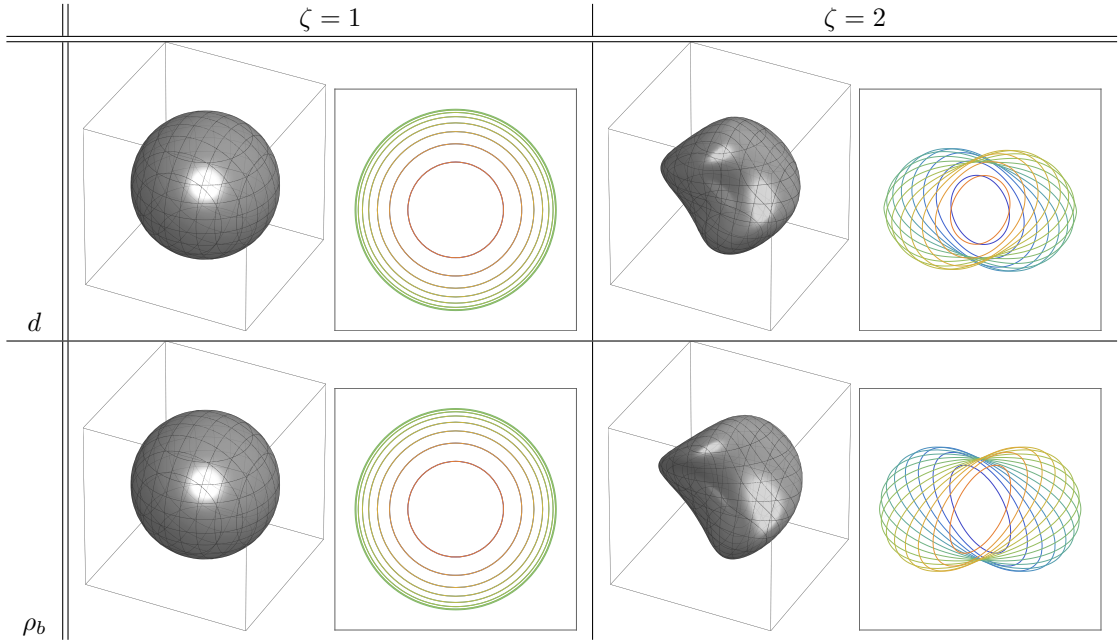 ζ = 1
ζ = 2
d
ρ_b